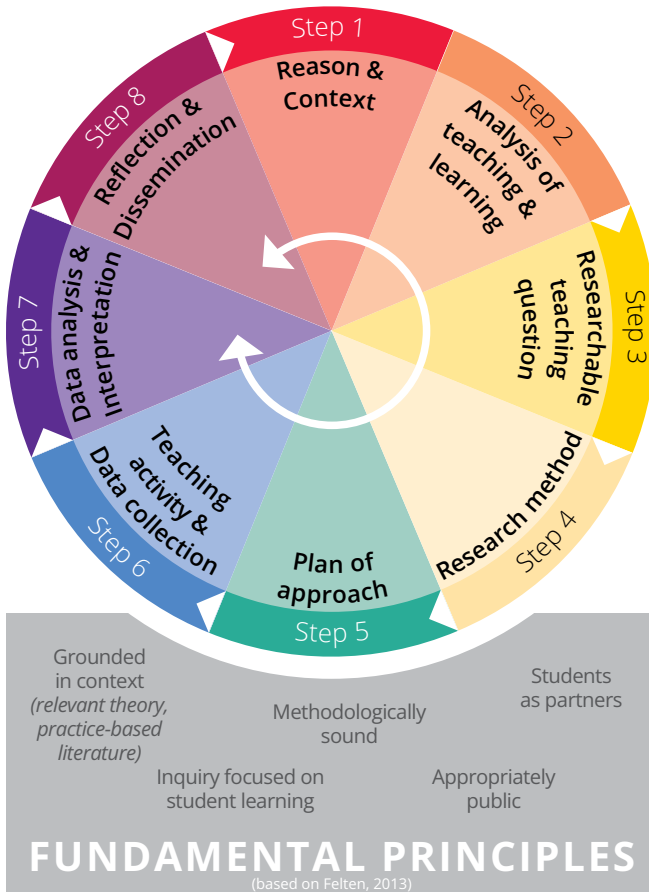 Step 1
Reason &
Context
Step 2
Analysis of
teaching &
learning
Step 3
Researchable
teaching
question
Step 4
Research method
Step 5
Plan of
approach
Step 6
Teaching
activity &
Data collection
Step 7
Data analysis &
Interpretation
Step 8
Reflection &
Dissemination
Grounded
in context
(relevant theory,
practice-based
literature)
Methodologically
sound
Students
as partners
Inquiry focused on
student learning
Appropriately
public
FUNDAMENTAL PRINCIPLES
(based on Felten, 2013)